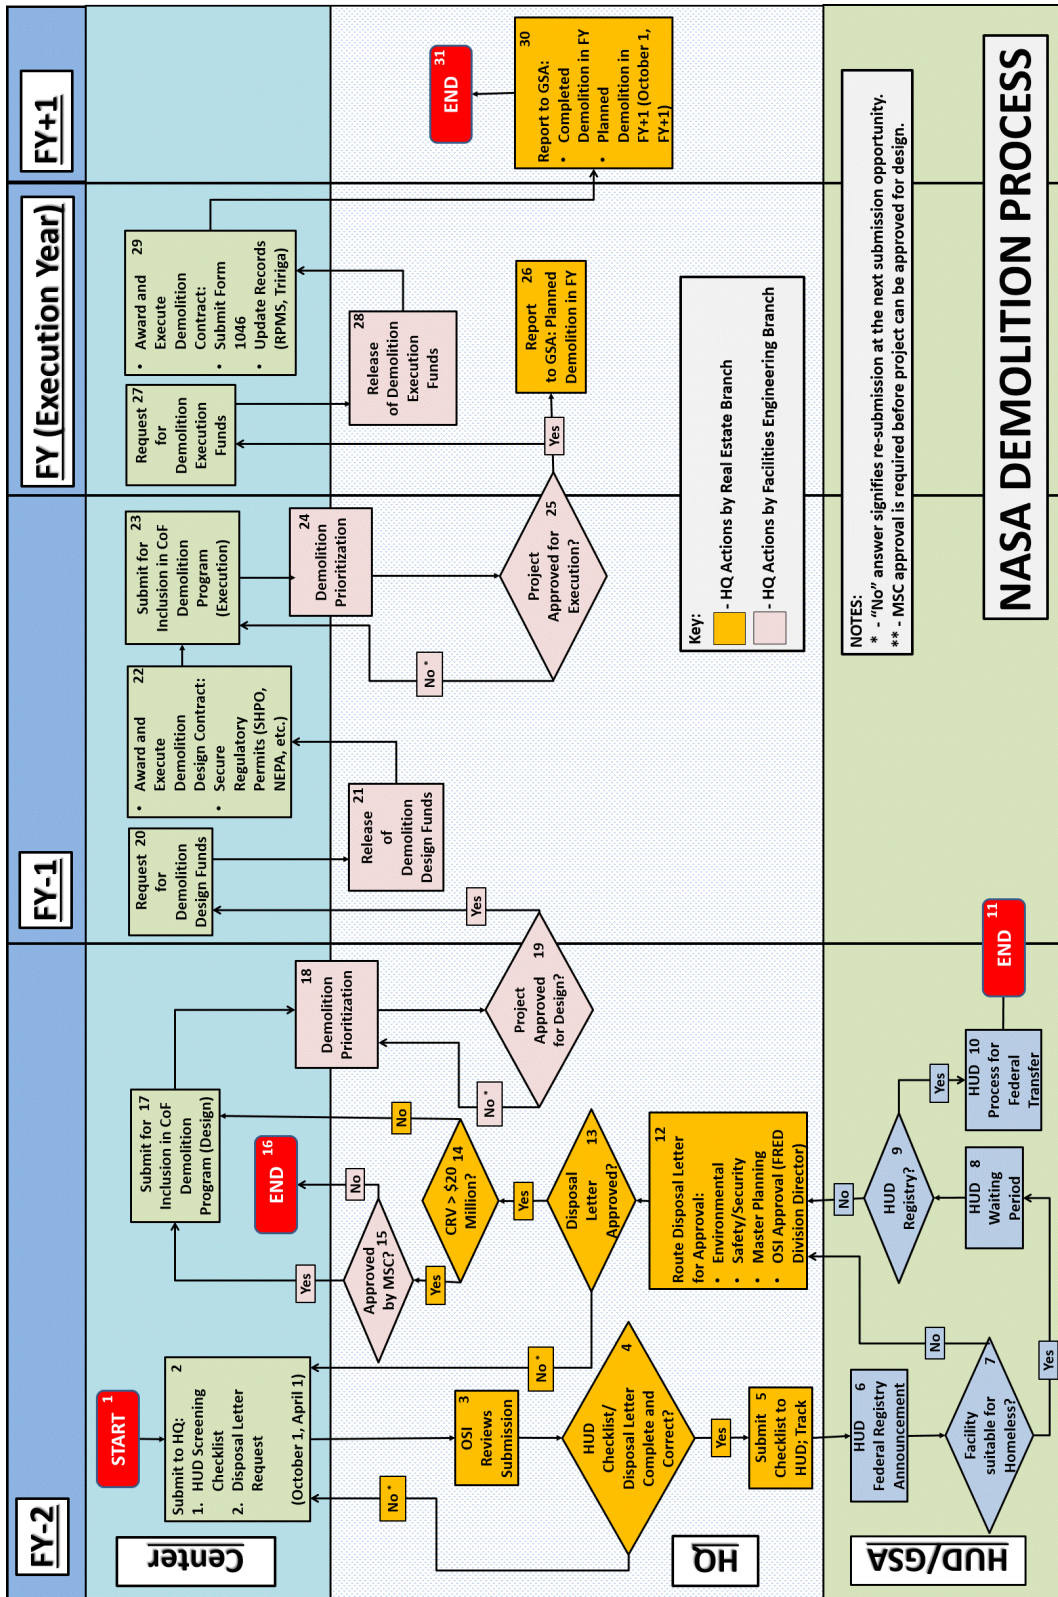 FY-2
FY-1
FY (Execution Year)
FY+1
Center
HQ
HUD/GSA
START 1
2
Submit to HQ:
1. HUD Screening
Checklist
2. Disposal Letter
Request
(October 1, April 1)
3
OSI
Reviews
Submission
4
HUD
Checklist/
Disposal Letter
Complete and
Correct?
No *
Yes
5
Submit
Checklist to
HUD; Track
6
HUD
Federal Registry
Announcement
7
Facility
suitable for
Homeless?
No
Yes
HUD 8
Waiting
Period
9
HUD
Registry?
No
Yes
HUD 10
Process for
Federal
Transfer
END 11
12
Route Disposal Letter
for Approval:
• Environmental
• Safety/Security
• Master Planning
• OSI Approval (FRED
Division Director)
13
Disposal
Letter
Approved?
No *
Yes
14
CRV > $20
Million?
No
Yes
Approved 15
by MSC?
No
Yes
END 16
Submit for 17
Inclusion in CoF
Demolition
Program (Design)
18
Demolition
Prioritization
19
Project
Approved
for Design?
No *
Yes
Request 20
for
Demolition
Design Funds
21
Release
of
Demolition
Design Funds
22
• Award and
Execute
Demolition
Design Contract:
• Secure
Regulatory
Permits (SHPO,
NEPA, etc.)
23
Submit for
Inclusion in CoF
Demolition
Program
(Execution)
24
Demolition
Prioritization
25
Project
Approved for
Execution?
No *
Yes
26
Report
to GSA: Planned
Demolition in FY
Request 27
for
Demolition
Execution
Funds
28
Release
of Demolition
Execution
Funds
29
• Award and
Execute
Demolition
Contract:
• Submit Form
1046
• Update Records
(RPMS, Tririga)
30
Report to GSA:
• Completed
Demolition in FY
• Planned
Demolition in
FY+1 (October 1,
FY+1)
END 31
Key:
- HQ Actions by Real Estate Branch
- HQ Actions by Facilities Engineering Branch
NOTES:
* - “No” answer signifies re-submission at the next submission opportunity.
** - MSC approval is required before project can be approved for design.
NASA DEMOLITION PROCESS